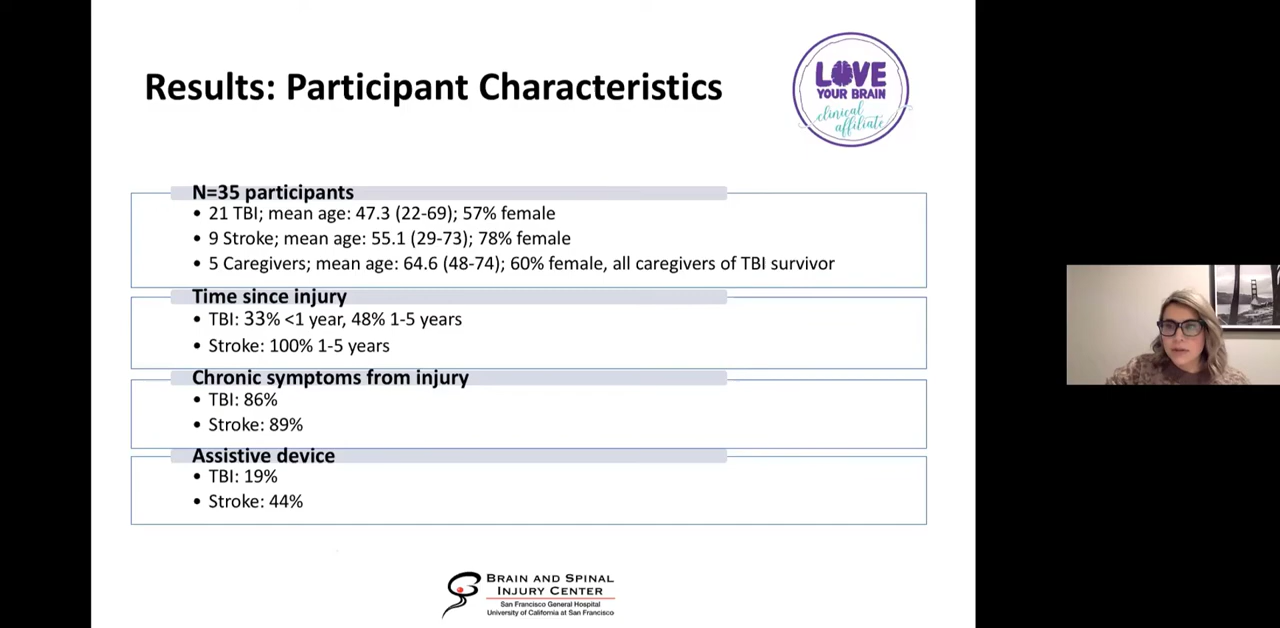 Results: Participant Characteristics
LOVE
YOUR BRAIN
clinical
affiliate
N=35 participants
• 21 TBI; mean age: 47.3 (22-69); 57% female
• 9 Stroke; mean age: 55.1 (29-73); 78% female
• 5 Caregivers; mean age: 64.6 (48-74); 60% female, all caregivers of TBI survivor
Time since injury
• TBI: 33% <1 year, 48% 1-5 years
• Stroke: 100% 1-5 years
Chronic symptoms from injury
• TBI: 86%
• Stroke: 89%
Assistive device
• TBI: 19%
• Stroke: 44%
BRAIN AND SPINAL
INJURY CENTER
San Francisco General Hospital
University of California at San Francisco